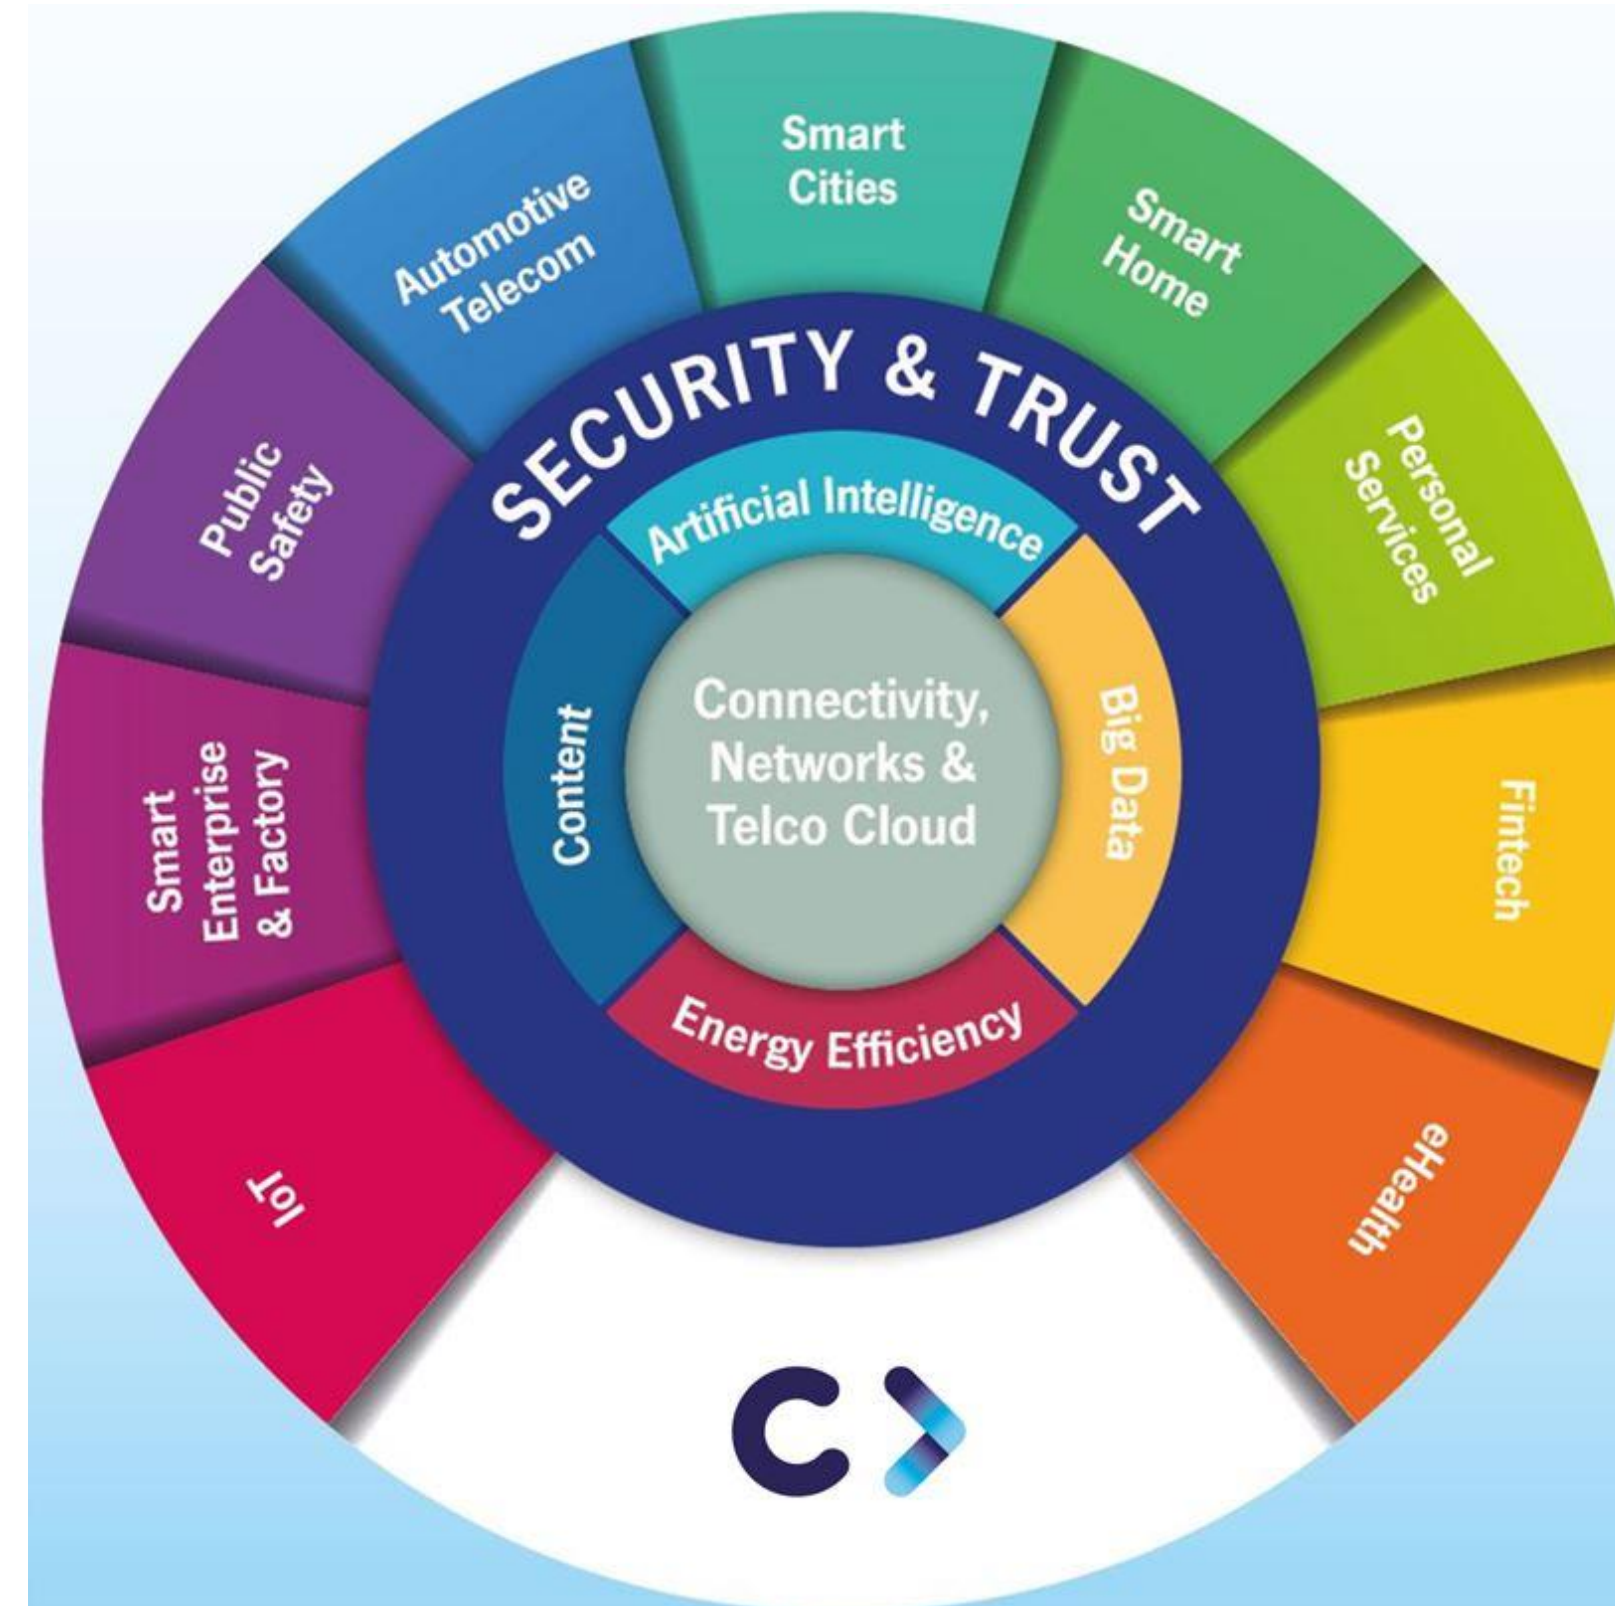 Smart
Cities
Smart
Home
Personal
Services
Fintech
eHealth
IoT
Smart
Enterprise
& Factory
Public
Safety
Automotive
Telecom
SECURITY & TRUST
Artificial Intelligence
Big Data
Energy Efficiency
Content
Connectivity,
Networks &
Telco Cloud
C